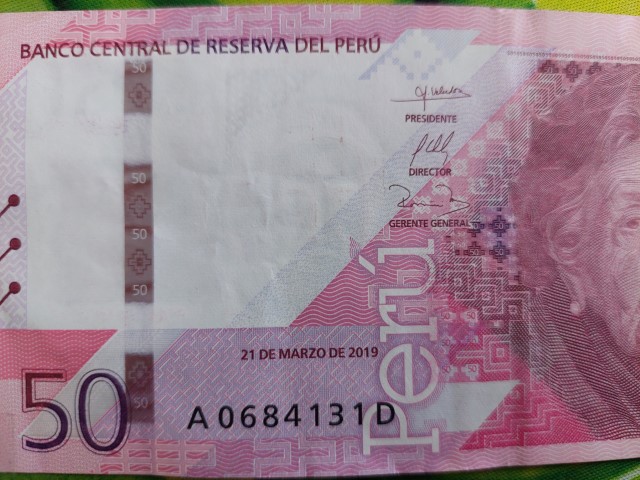 BANCO CENTRAL DE RESERVA DEL PERÚ
50
PRESIDENTE
DIRECTOR
50
GERENTE GENERAL
50
50
Perú
21 DE MARZO DE 2019
50
50
A0684131D